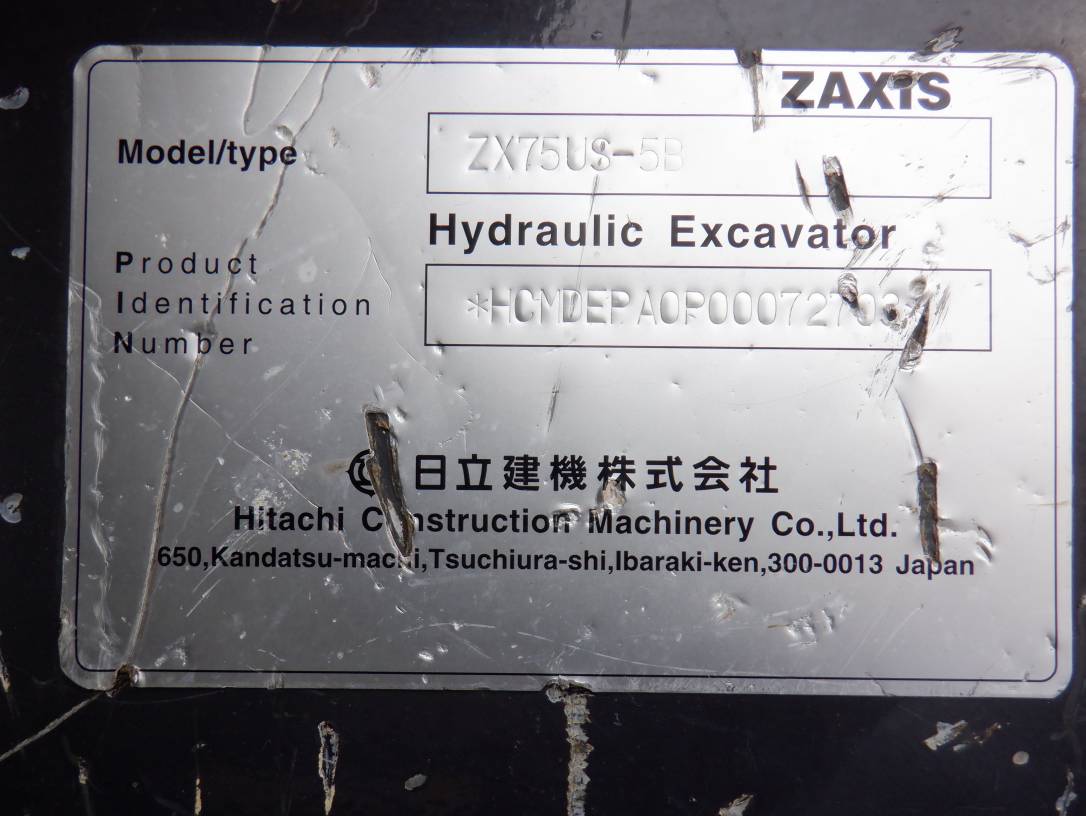 ZAXIS
Model/type
ZX75US-5B
Hydraulic Excavator
Product
Identification
Number
*HCMDEPA0P00072703*
日立建機株式会社
Hitachi Construction Machinery Co.,Ltd.
650,Kandatsu-machi,Tsuchiura-shi,Ibaraki-ken,300-0013 Japan